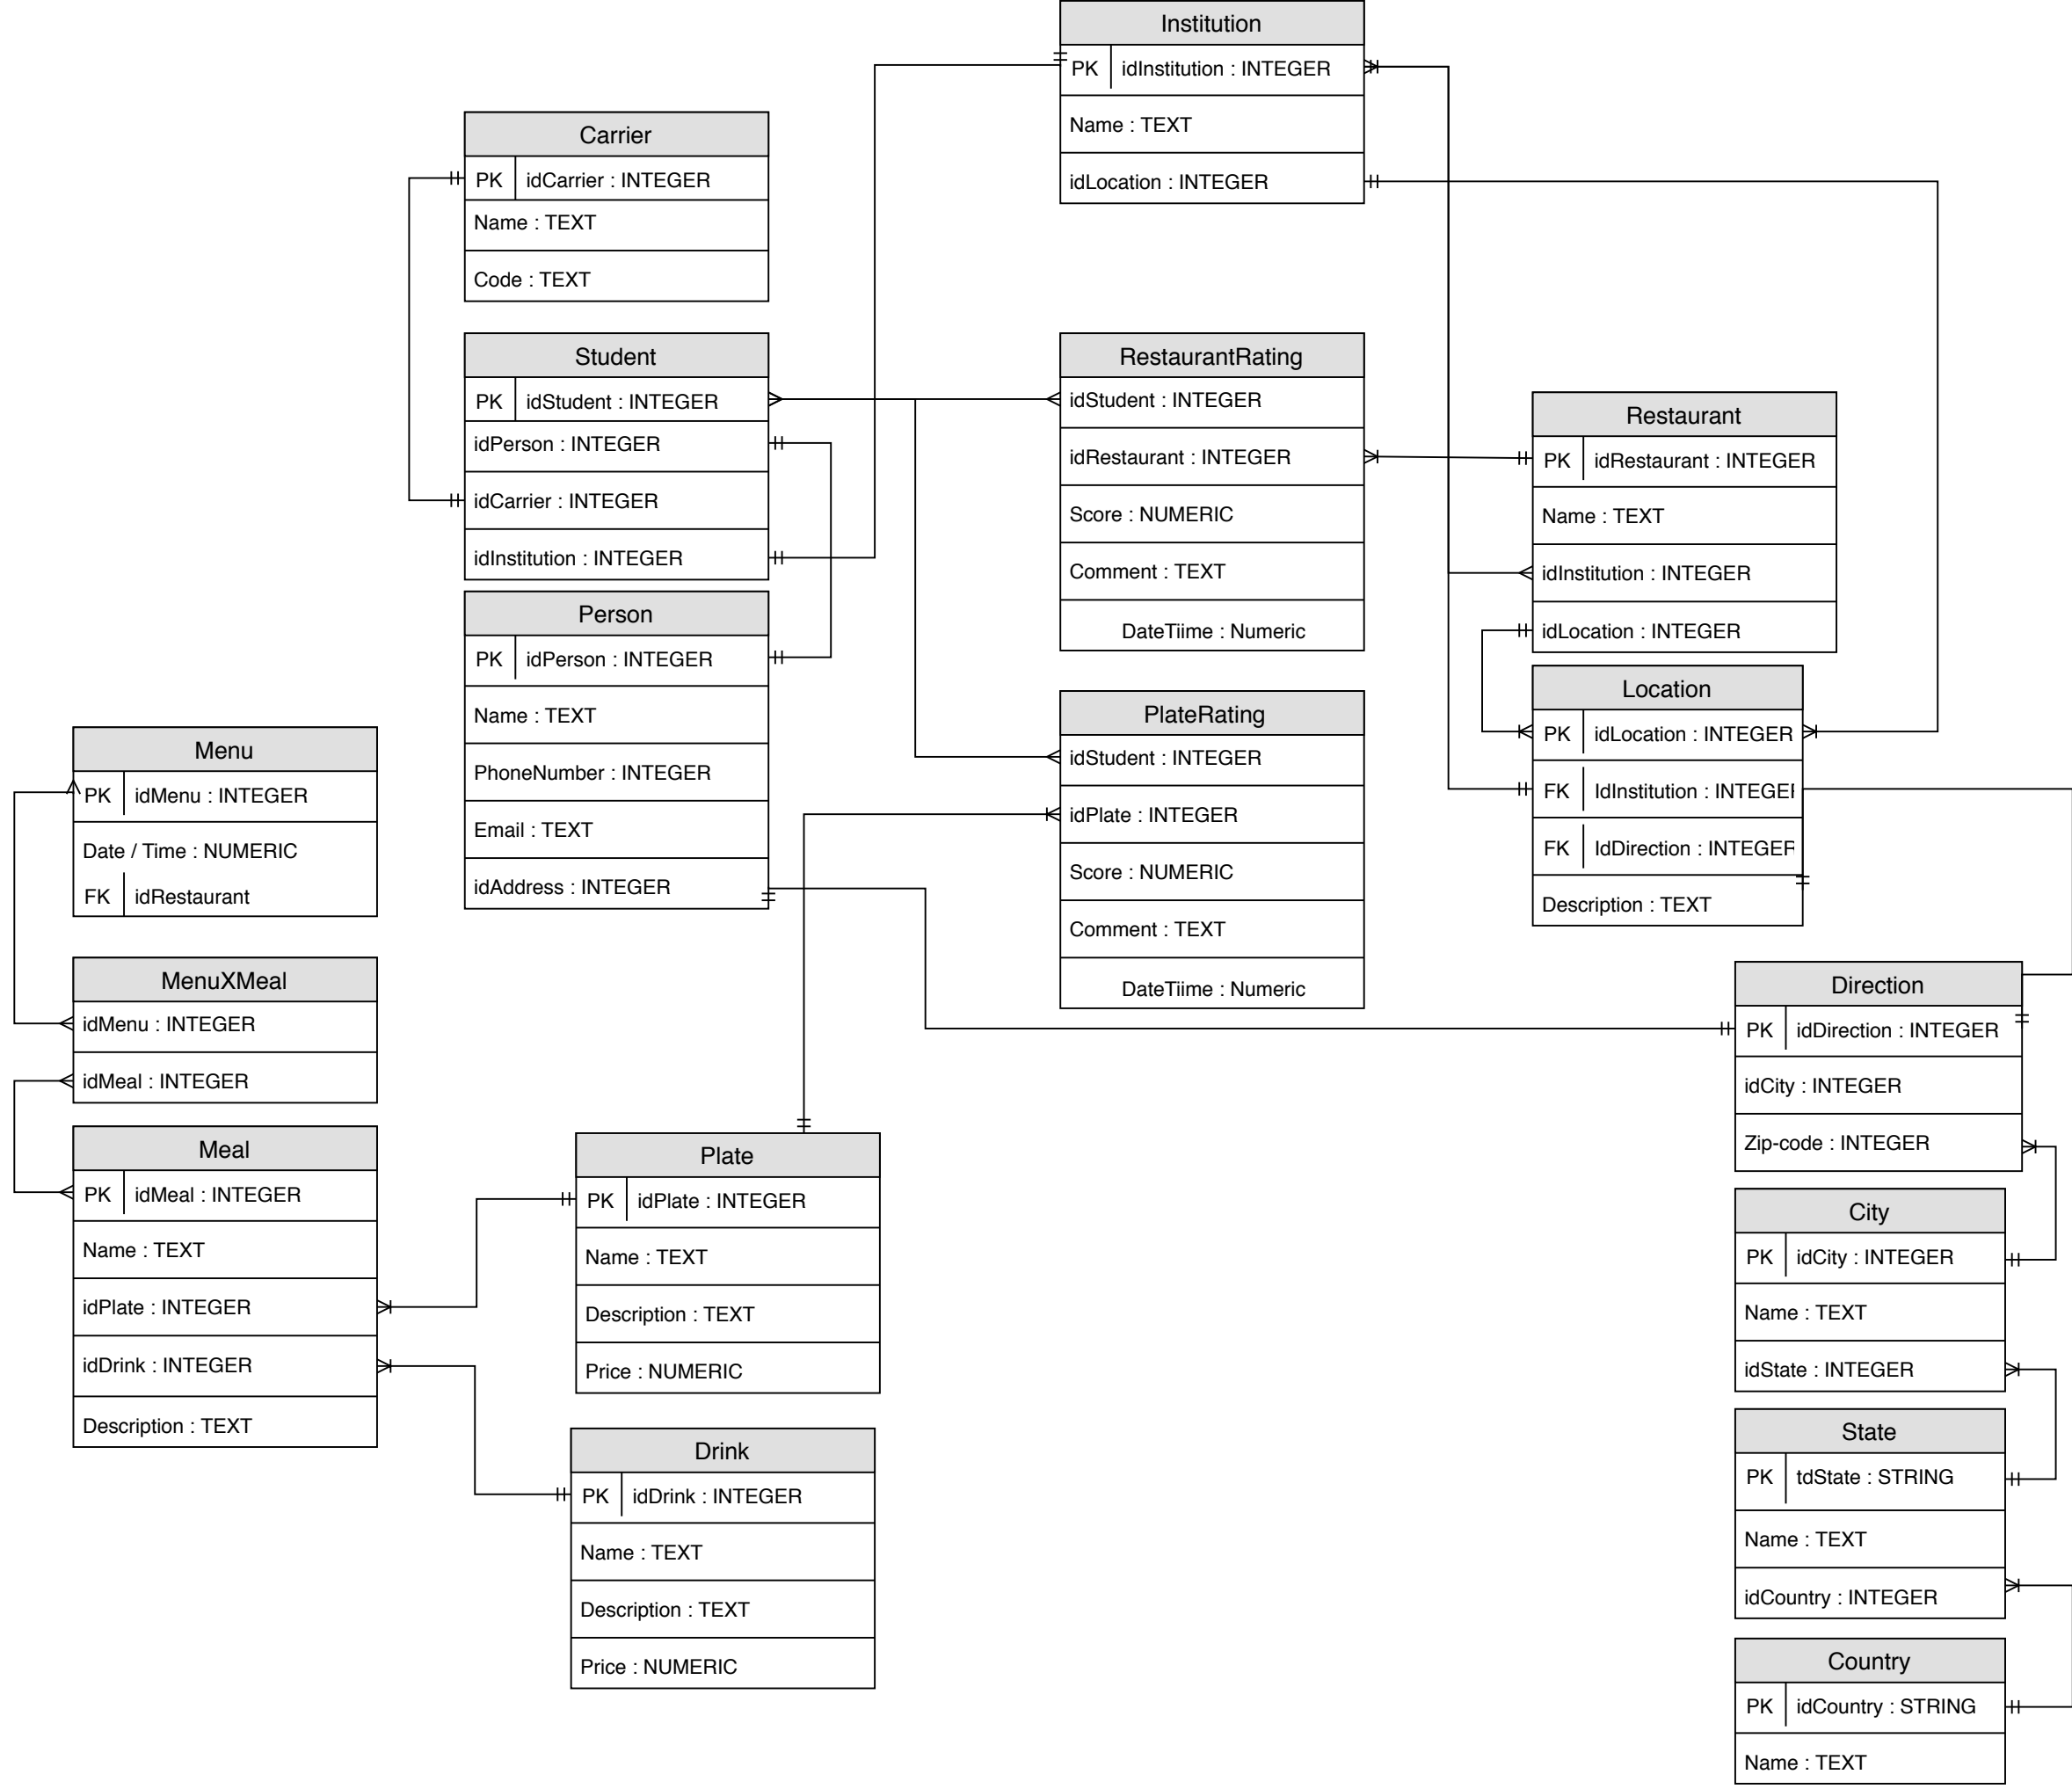 Institution
PK idInstitution : INTEGER
Name : TEXT
idLocation : INTEGER
Carrier
PK idCarrier : INTEGER
Name : TEXT
Code : TEXT
Student
PK idStudent : INTEGER
idPerson : INTEGER
idCarrier : INTEGER
idInstitution : INTEGER
RestaurantRating
idStudent : INTEGER
idRestaurant : INTEGER
Score : NUMERIC
Comment : TEXT
DateTiime : Numeric
Restaurant
PK idRestaurant : INTEGER
Name : TEXT
idInstitution : INTEGER
idLocation : INTEGER
Person
PK idPerson : INTEGER
Name : TEXT
PhoneNumber : INTEGER
Email : TEXT
idAddress : INTEGER
Location
PK idLocation : INTEGER
FK IdInstitution : INTEGER
FK IdDirection : INTEGER
Description : TEXT
PlateRating
idStudent : INTEGER
idPlate : INTEGER
Score : NUMERIC
Comment : TEXT
DateTiime : Numeric
Menu
PK idMenu : INTEGER
Date / Time : NUMERIC
FK idRestaurant
MenuXMeal
idMenu : INTEGER
idMeal : INTEGER
Meal
PK idMeal : INTEGER
Name : TEXT
idPlate : INTEGER
idDrink : INTEGER
Description : TEXT
Plate
PK idPlate : INTEGER
Name : TEXT
Description : TEXT
Price : NUMERIC
Drink
PK idDrink : INTEGER
Name : TEXT
Description : TEXT
Price : NUMERIC
Direction
PK idDirection : INTEGER
idCity : INTEGER
Zip-code : INTEGER
City
PK idCity : INTEGER
Name : TEXT
idState : INTEGER
State
PK tdState : STRING
Name : TEXT
idCountry : INTEGER
Country
PK idCountry : STRING
Name : TEXT